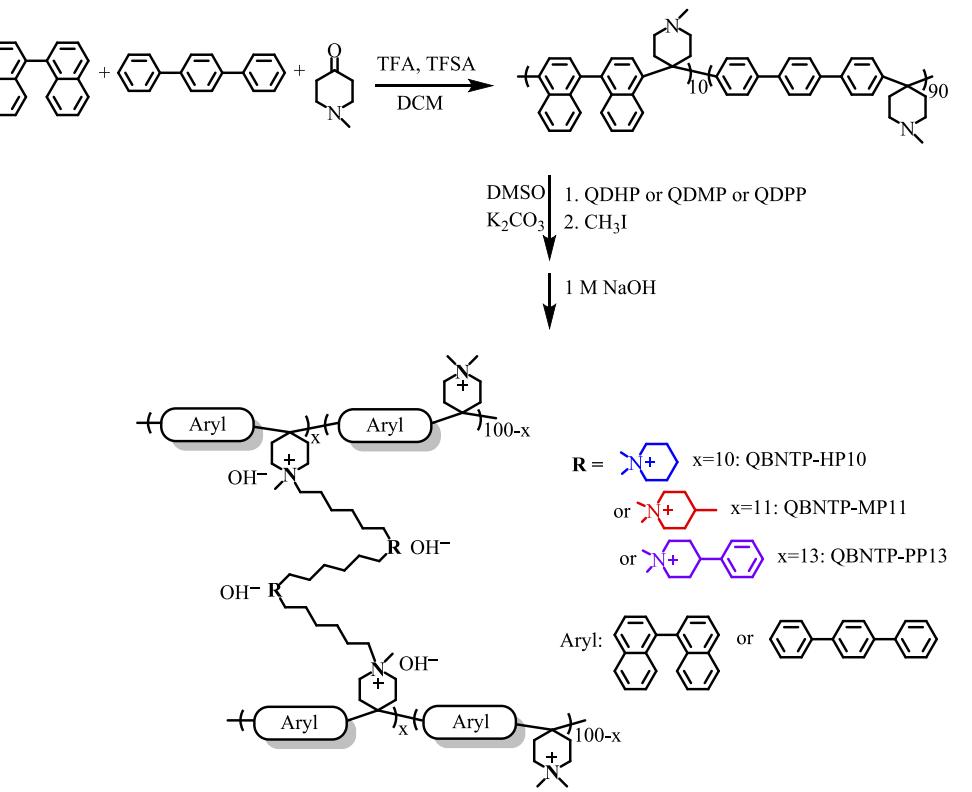 + + O N TFA, TFSA DCM ( N )10 ( )90 N
DMSO 1. QDHP or QDMP or QDPP
K₂CO₃ 2. CH₃I
1 M NaOH
N +
( Aryl )x ( Aryl )100-x
OH⁻ N +
R = N + x=10: QBNTP-HP10
or N + x=11: QBNTP-MP11
R OH⁻
or N + x=13: QBNTP-PP13
OH⁻ R
Aryl: or
N + OH⁻
( Aryl )x ( Aryl )100-x
N +